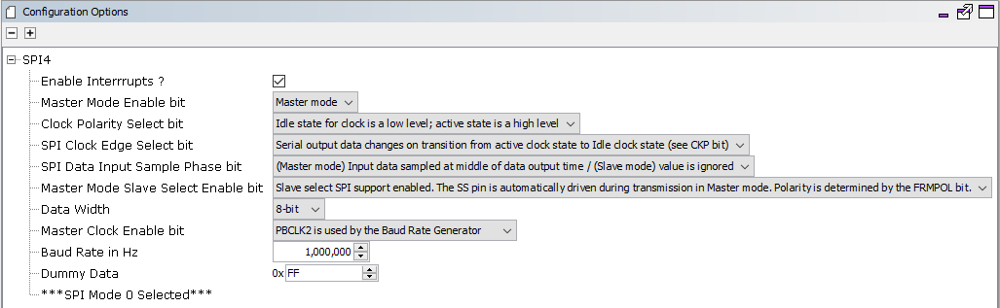 Configuration Options
SPI4
Enable Interrrupts ?
Master Mode Enable bit Master mode
Clock Polarity Select bit Idle state for clock is a low level; active state is a high level
SPI Clock Edge Select bit Serial output data changes on transition from active clock state to Idle clock state (see CKP bit)
SPI Data Input Sample Phase bit (Master mode) Input data sampled at middle of data output time / (Slave mode) value is ignored
Master Mode Slave Select Enable bit Slave select SPI support enabled. The SS pin is automatically driven during transmission in Master mode. Polarity is determined by the FRMPOL bit.
Data Width 8-bit
Master Clock Enable bit PBCLK2 is used by the Baud Rate Generator
Baud Rate in Hz 1,000,000
Dummy Data 0x FF
***SPI Mode 0 Selected***